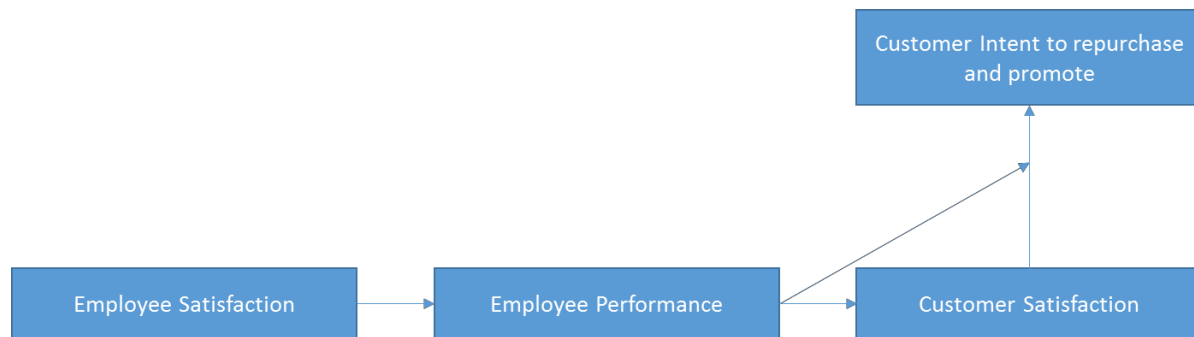 Customer Intent to repurchase
and promote
Employee Satisfaction
Employee Performance
Customer Satisfaction